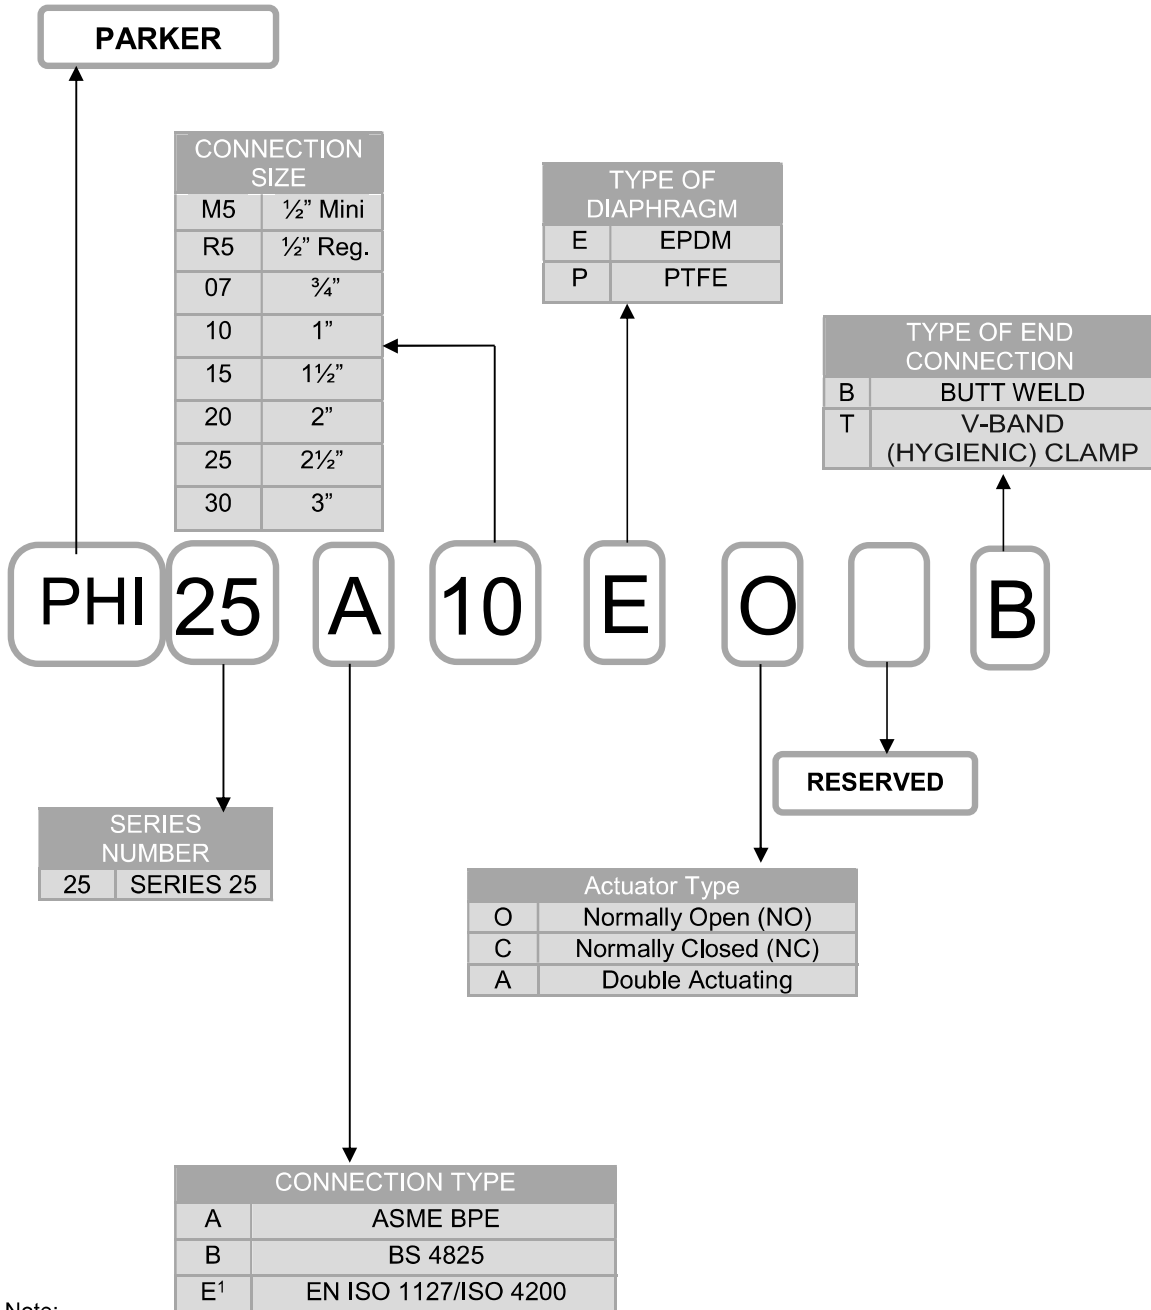 PARKER
CONNECTION
SIZE
M5 ½” Mini
R5 ½” Reg.
07 ¾”
10 1”
15 1½”
20 2”
25 2½”
30 3”
TYPE OF
DIAPHRAGM
E EPDM
P PTFE
TYPE OF END
CONNECTION
B BUTT WELD
T V-BAND
(HYGIENIC) CLAMP
PHI 25 A 10 E O B
RESERVED
SERIES
NUMBER
25 SERIES 25
Actuator Type
O Normally Open (NO)
C Normally Closed (NC)
A Double Actuating
CONNECTION TYPE
A ASME BPE
B BS 4825
E¹ EN ISO 1127/ISO 4200
Note: